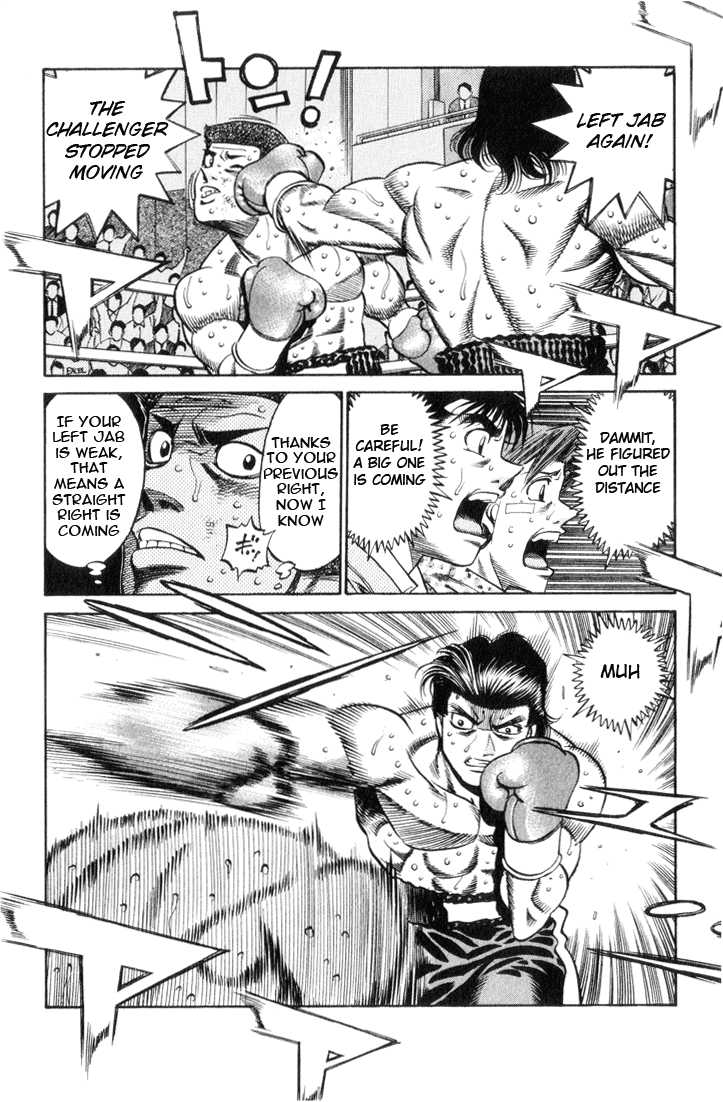 トン!
LEFT JAB
AGAIN!
THE
CHALLENGER
STOPPED
MOVING
DAMMIT,
HE FIGURED
OUT THE
DISTANCE
BE
CAREFUL!
A BIG ONE
IS COMING
THANKS
TO YOUR
PREVIOUS
RIGHT,
NOW I
KNOW
IF YOUR
LEFT JAB
IS WEAK,
THAT
MEANS A
STRAIGHT
RIGHT IS
COMING
MUH